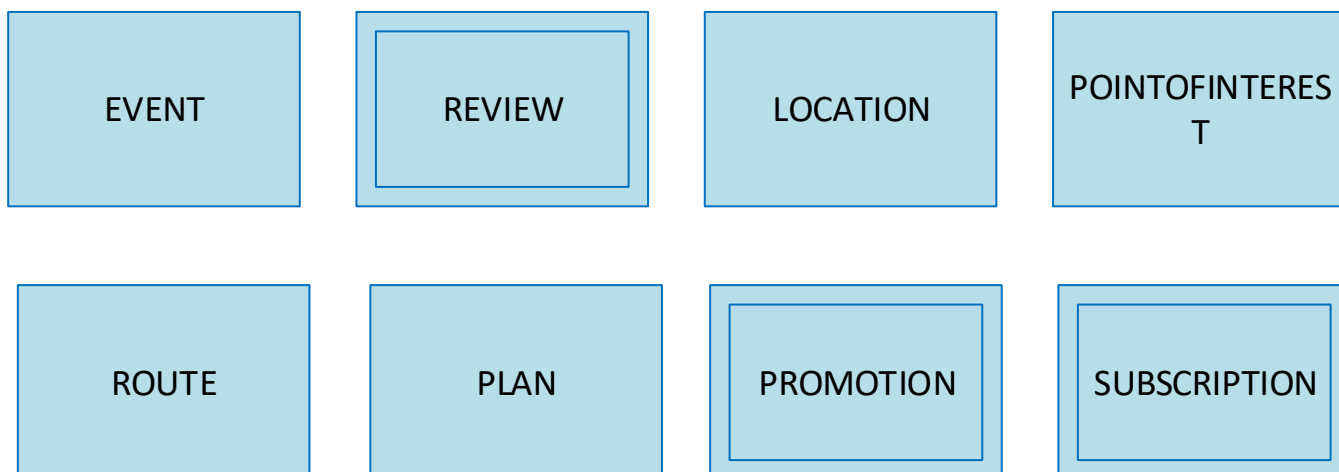 EVENT
REVIEW
LOCATION
POINTOFINTERES
T
ROUTE
PLAN
PROMOTION
SUBSCRIPTION